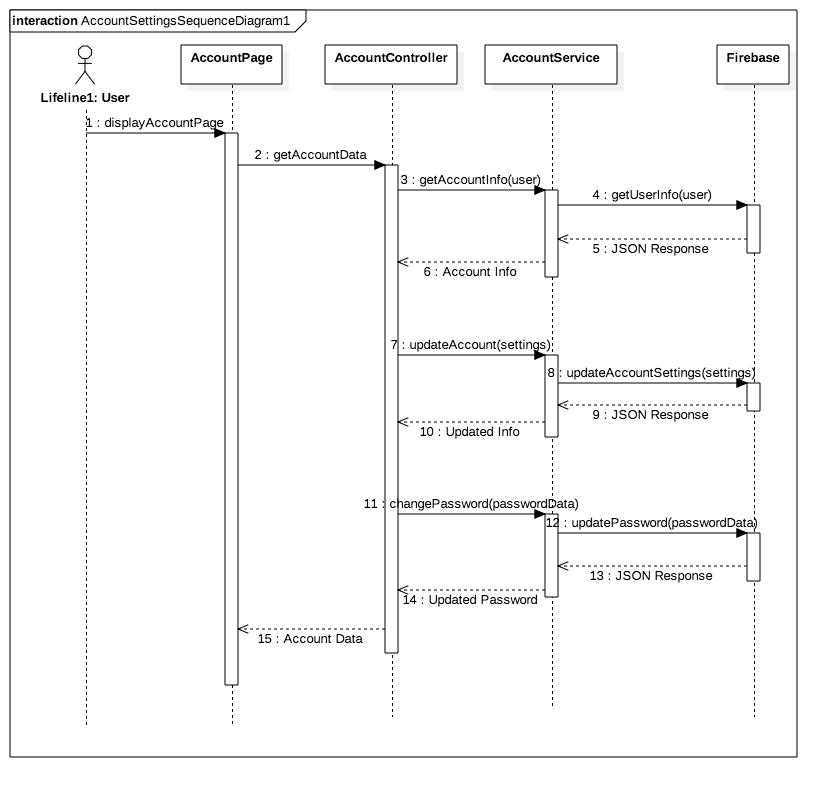 interaction AccountSettingsSequenceDiagram1
AccountPage
AccountController
AccountService
Firebase
Lifeline1: User
1 : displayAccountPage
2 : getAccountData
3 : getAccountInfo(user)
4 : getUserInfo(user)
5 : JSON Response
6 : Account Info
7 : updateAccount(settings)
8 : updateAccountSettings(settings)
9 : JSON Response
10 : Updated Info
11 : changePassword(passwordData)
12 : updatePassword(passwordData)
13 : JSON Response
14 : Updated Password
15 : Account Data